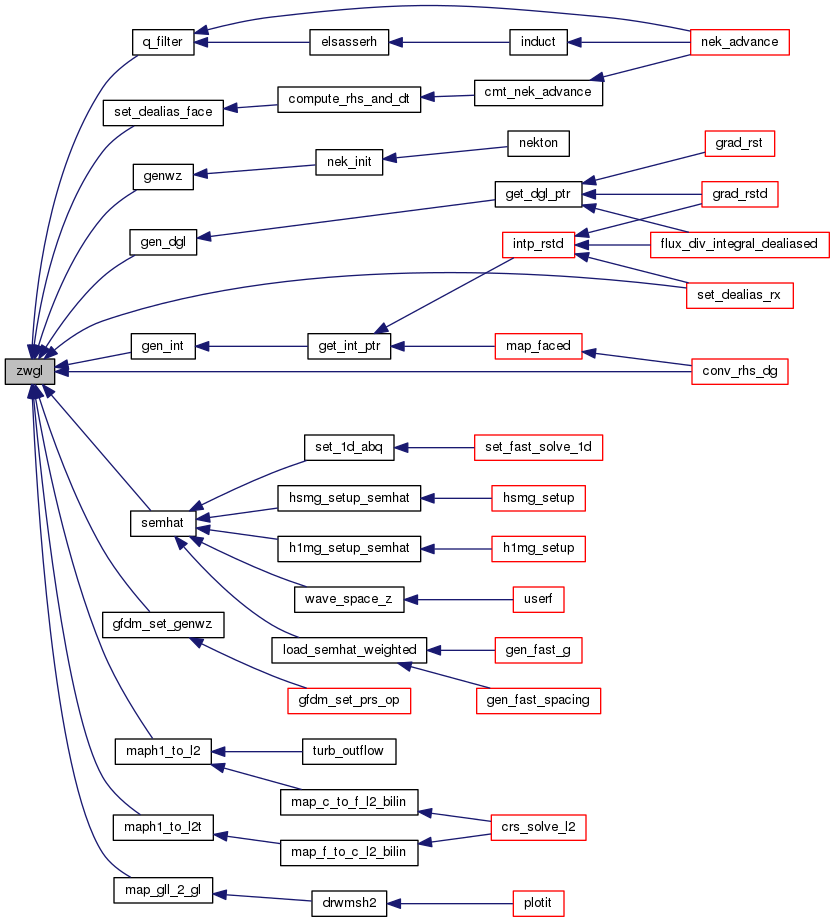 q_filter
elsasserh
induct
nek_advance
set_dealias_face
compute_rhs_and_dt
cmt_nek_advance
genwz
nek_init
nekton
grad_rst
gen_dgl
get_dgl_ptr
grad_rstd
intp_rstd
flux_div_integral_dealiased
set_dealias_rx
gen_int
get_int_ptr
map_faced
zwgl
conv_rhs_dg
set_1d_abq
set_fast_solve_1d
hsmg_setup_semhat
hsmg_setup
semhat
h1mg_setup_semhat
h1mg_setup
wave_space_z
userf
gfdm_set_genwz
load_semhat_weighted
gen_fast_g
gfdm_set_prs_op
gen_fast_spacing
maph1_to_l2
turb_outflow
map_c_to_f_l2_bilin
maph1_to_l2t
crs_solve_l2
map_f_to_c_l2_bilin
map_gll_2_gl
drwmsh2
plotit